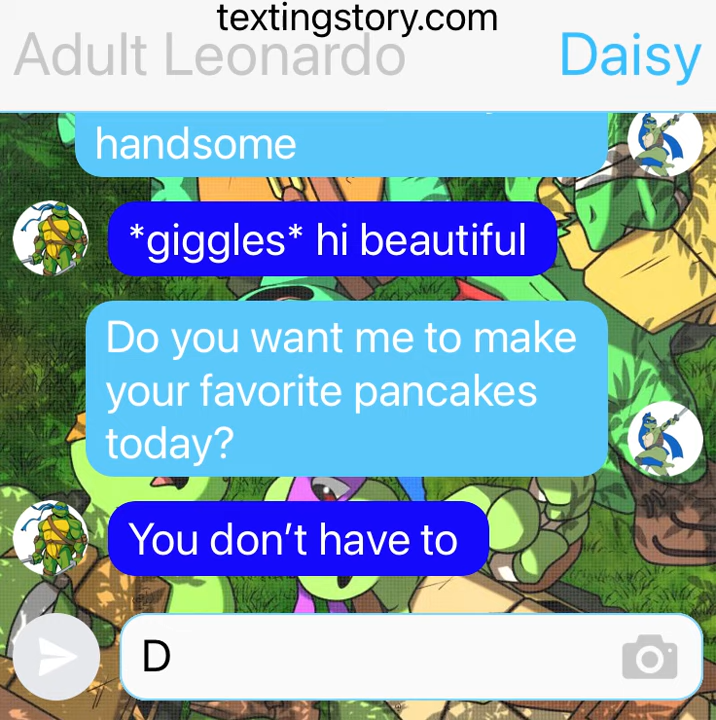 textingstory.com
Adult Leonardo
Daisy
handsome
*giggles* hi beautiful
Do you want me to make
your favorite pancakes
today?
You don’t have to
D